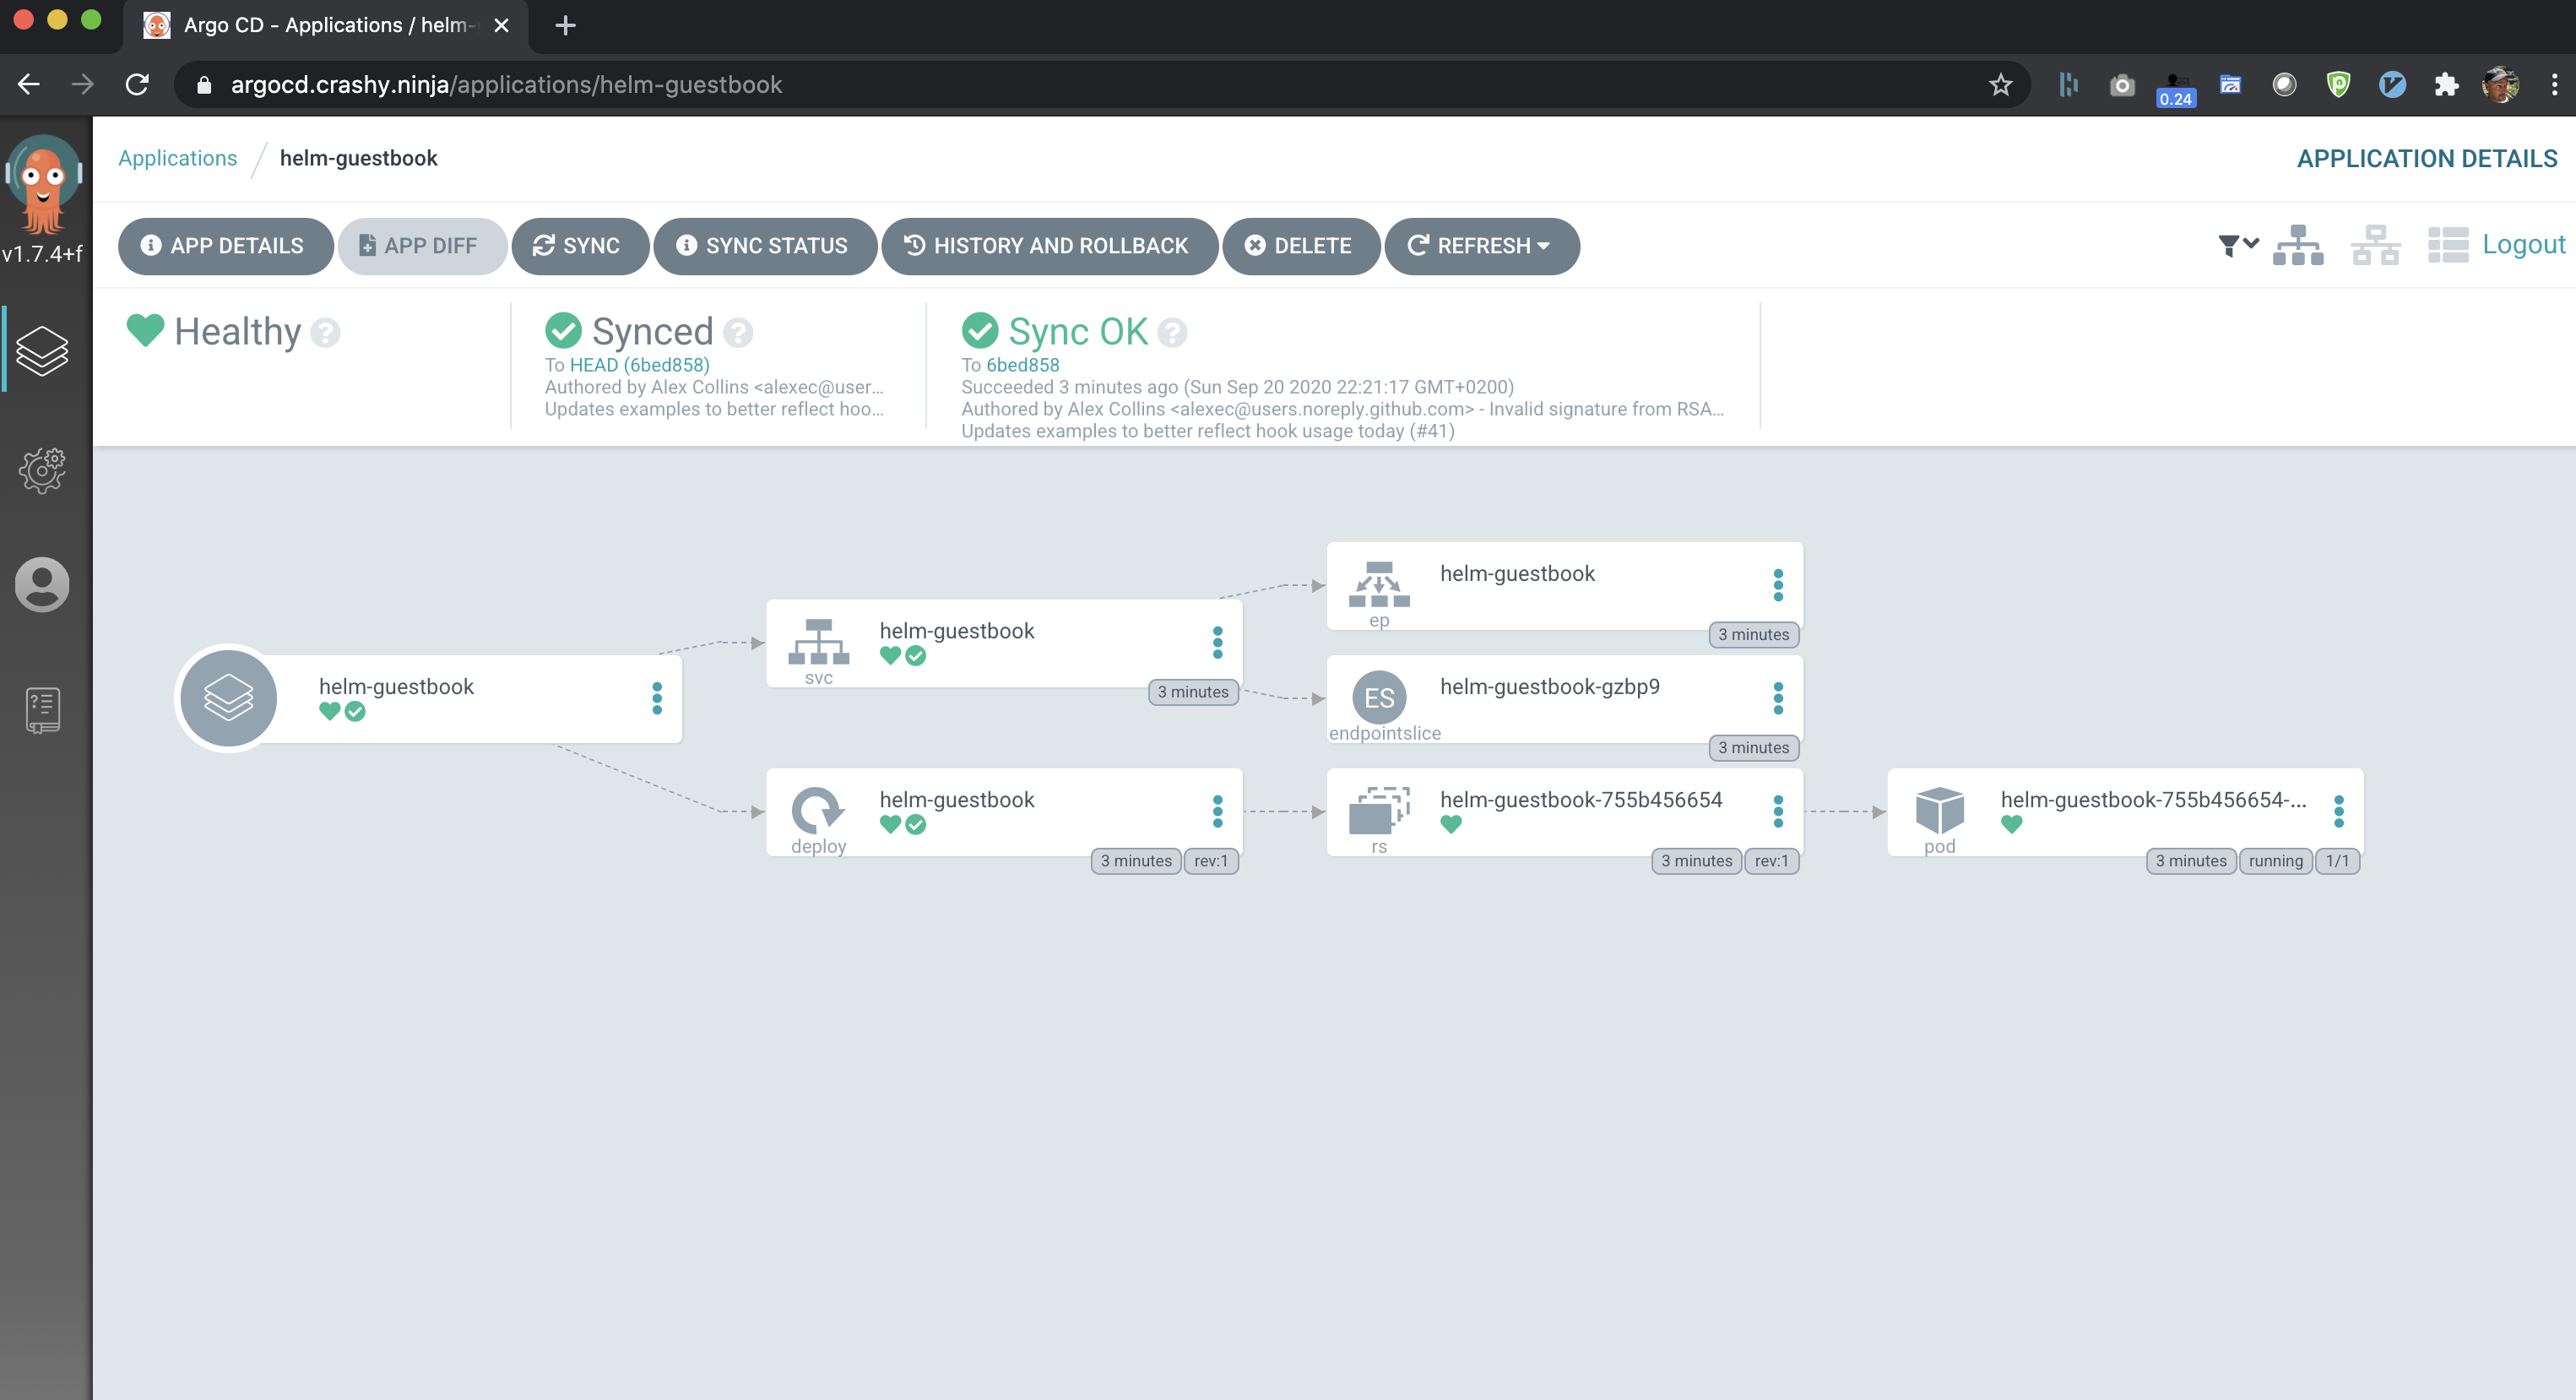 Argo CD - Applications / helm-
argocd.crashy.ninja/applications/helm-guestbook
0.24
Applications / helm-guestbook
APPLICATION DETAILS
v1.7.4+f
APP DETAILS
APP DIFF
SYNC
SYNC STATUS
HISTORY AND ROLLBACK
DELETE
REFRESH
Logout
Healthy
Synced
To HEAD (6bed858)
Authored by Alex Collins <alexec@user...
Updates examples to better reflect hoo...
Sync OK
To 6bed858
Succeeded 3 minutes ago (Sun Sep 20 2020 22:21:17 GMT+0200)
Authored by Alex Collins <alexec@users.noreply.github.com> - Invalid signature from RSA...
Updates examples to better reflect hook usage today (#41)
helm-guestbook
helm-guestbook
svc
3 minutes
helm-guestbook
deploy
3 minutes
rev:1
helm-guestbook
ep
3 minutes
ES
helm-guestbook-gzbp9
endpointslice
3 minutes
helm-guestbook-755b456654
rs
3 minutes
rev:1
helm-guestbook-755b456654-...
pod
3 minutes
running
1/1